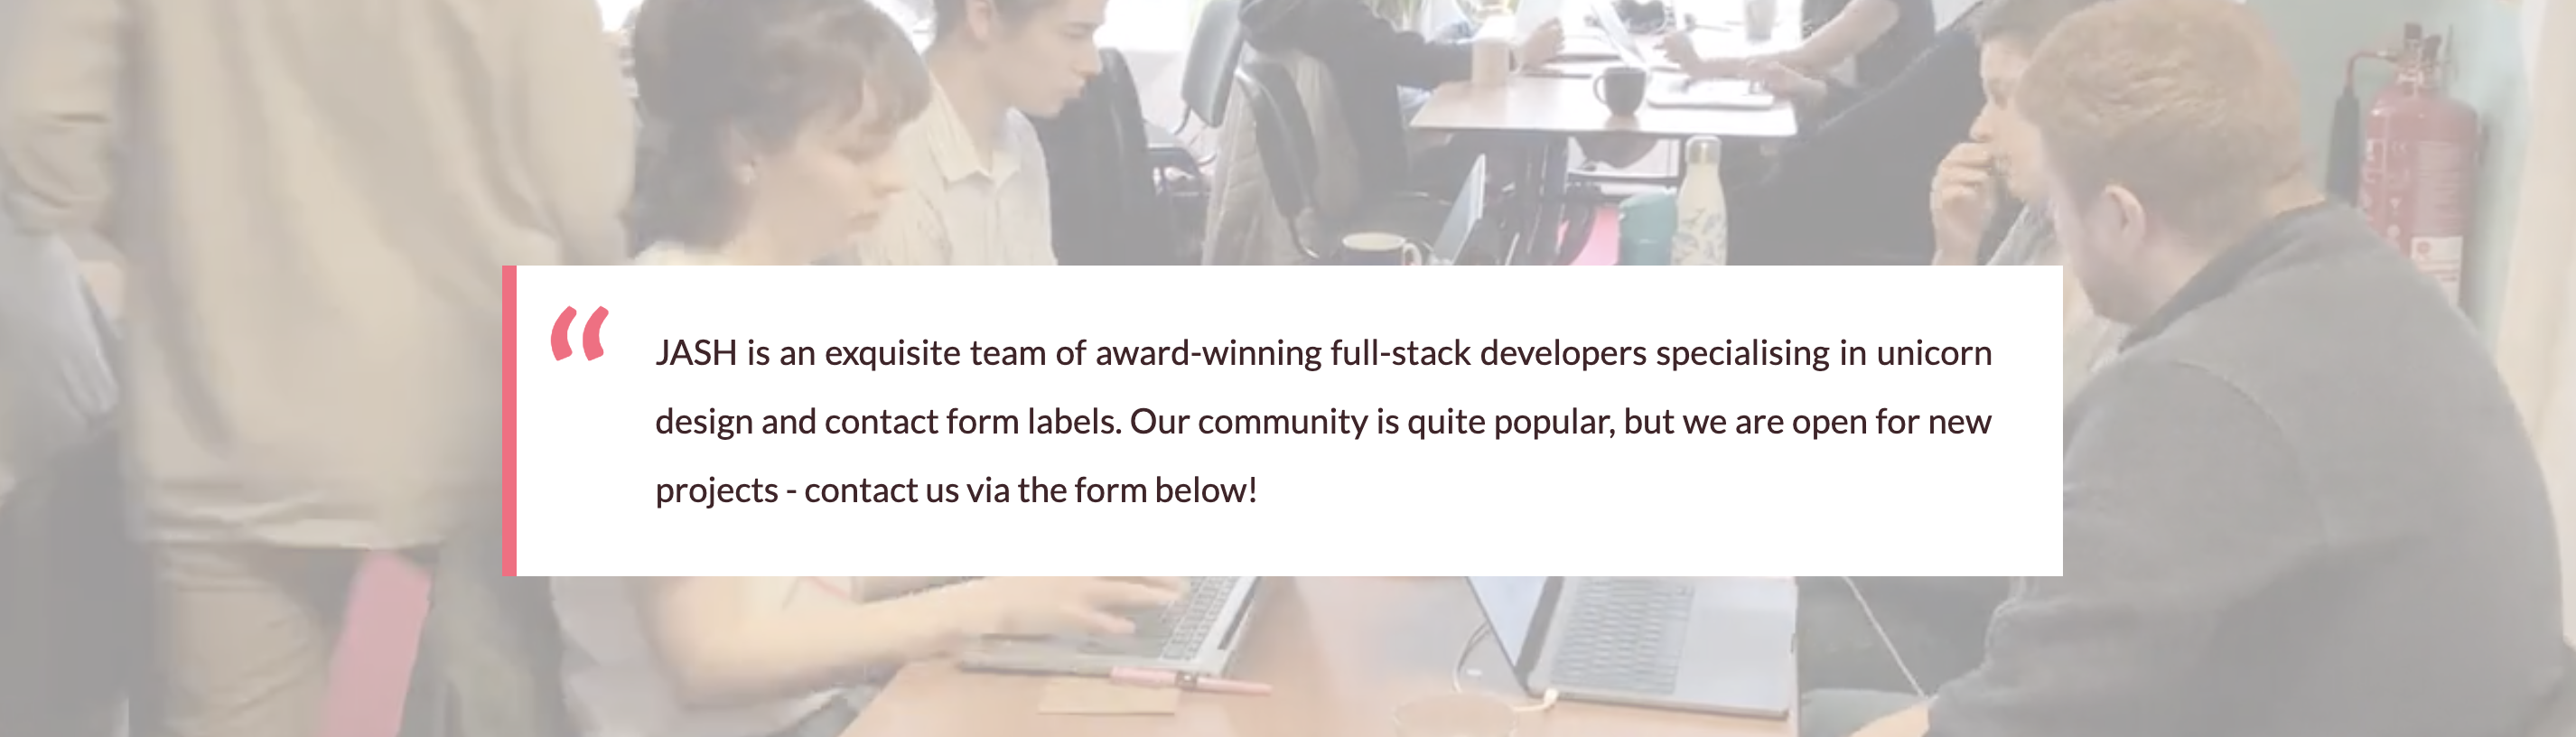 “
JASH is an exquisite team of award-winning full-stack developers specialising in unicorn
design and contact form labels. Our community is quite popular, but we are open for new
projects - contact us via the form below!